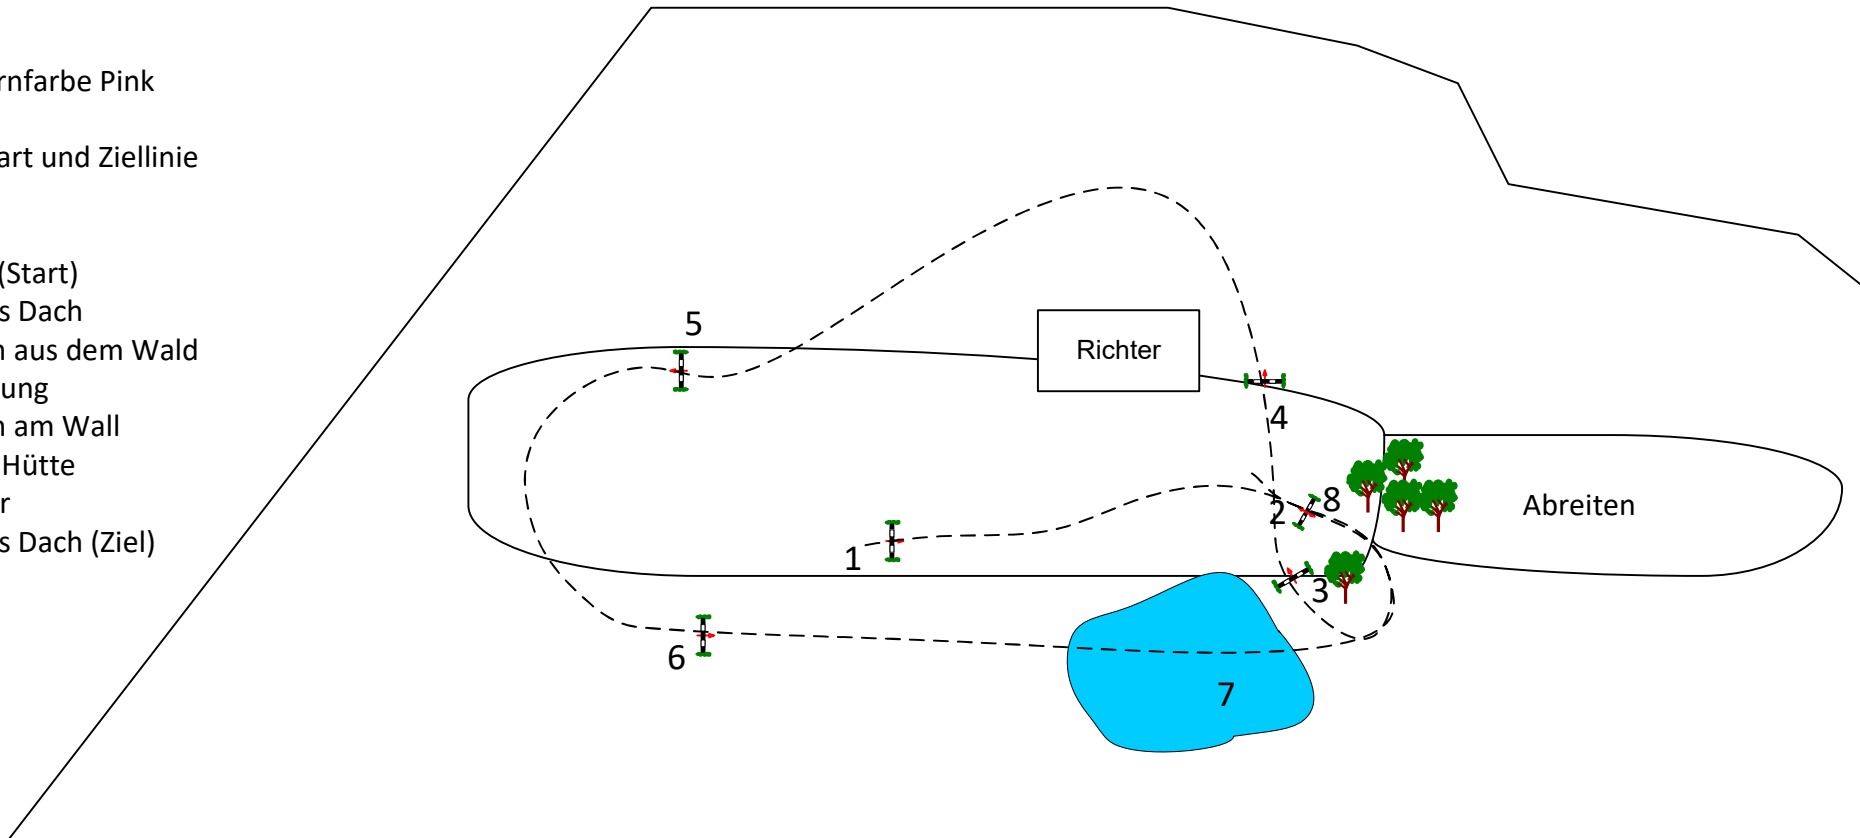 rnfarbe Pink
art und Ziellinie
(Start)
s Dach
n aus dem Wald
ung
n am Wall
Hütte
r
s Dach (Ziel)
5
Richter
4
2
8
Abreiten
1
3
6
7